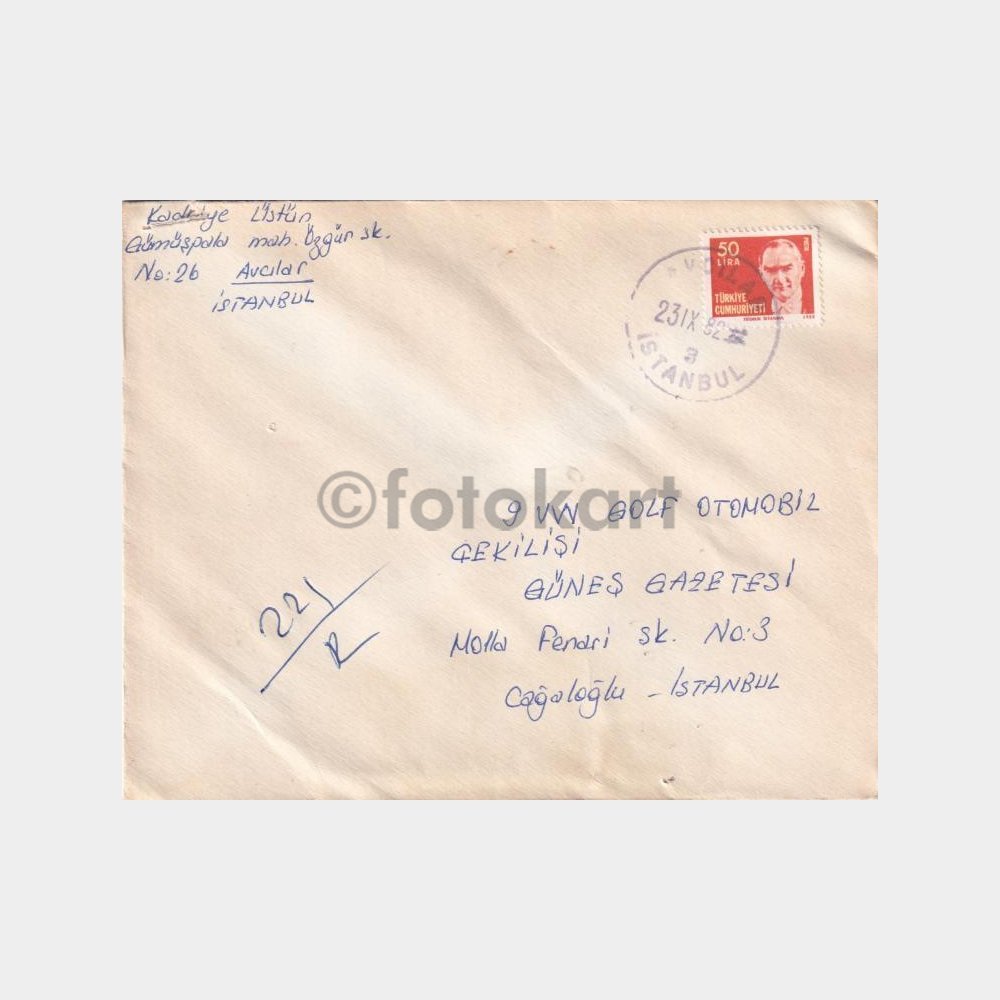 Kadriye Üstün
Gümüşpala mah. Özgür sk.
No: 26 Avcılar
İSTANBUL
50
LİRA
TÜRKİYE
CUMHURİYETİ
AVCILAR
23 IX 82
3
İSTANBUL
©fotokart
9 VW GOLF OTOMOBİL
ÇEKİLİŞİ
GÜNEŞ GAZETESİ
Molla Fenari sk. No:3
Cağaloğlu - İSTANBUL
221
R